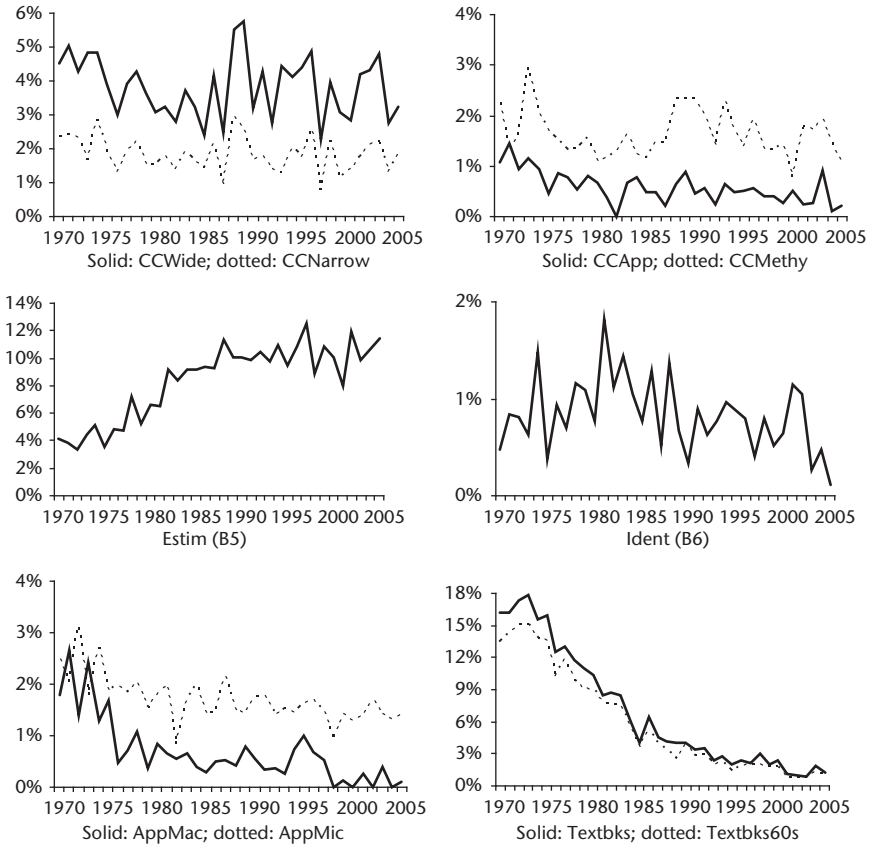 6%
5%
4%
3%
2%
1%
0%
1970 1975 1980 1985 1990 1995 2000 2005
Solid: CCWide; dotted: CCNarrow
4%
3%
2%
1%
0%
1970 1975 1980 1985 1990 1995 2000 2005
Solid: CCApp; dotted: CCMethy
14%
12%
10%
8%
6%
4%
2%
0%
1970 1975 1980 1985 1990 1995 2000 2005
Estim (B5)
2%
1%
0%
1970 1975 1980 1985 1990 1995 2000 2005
Ident (B6)
4%
3%
2%
1%
0%
1970 1975 1980 1985 1990 1995 2000 2005
Solid: AppMac; dotted: AppMic
18%
15%
12%
9%
6%
3%
0%
1970 1975 1980 1985 1990 1995 2000 2005
Solid: Textbks; dotted: Textbks60s